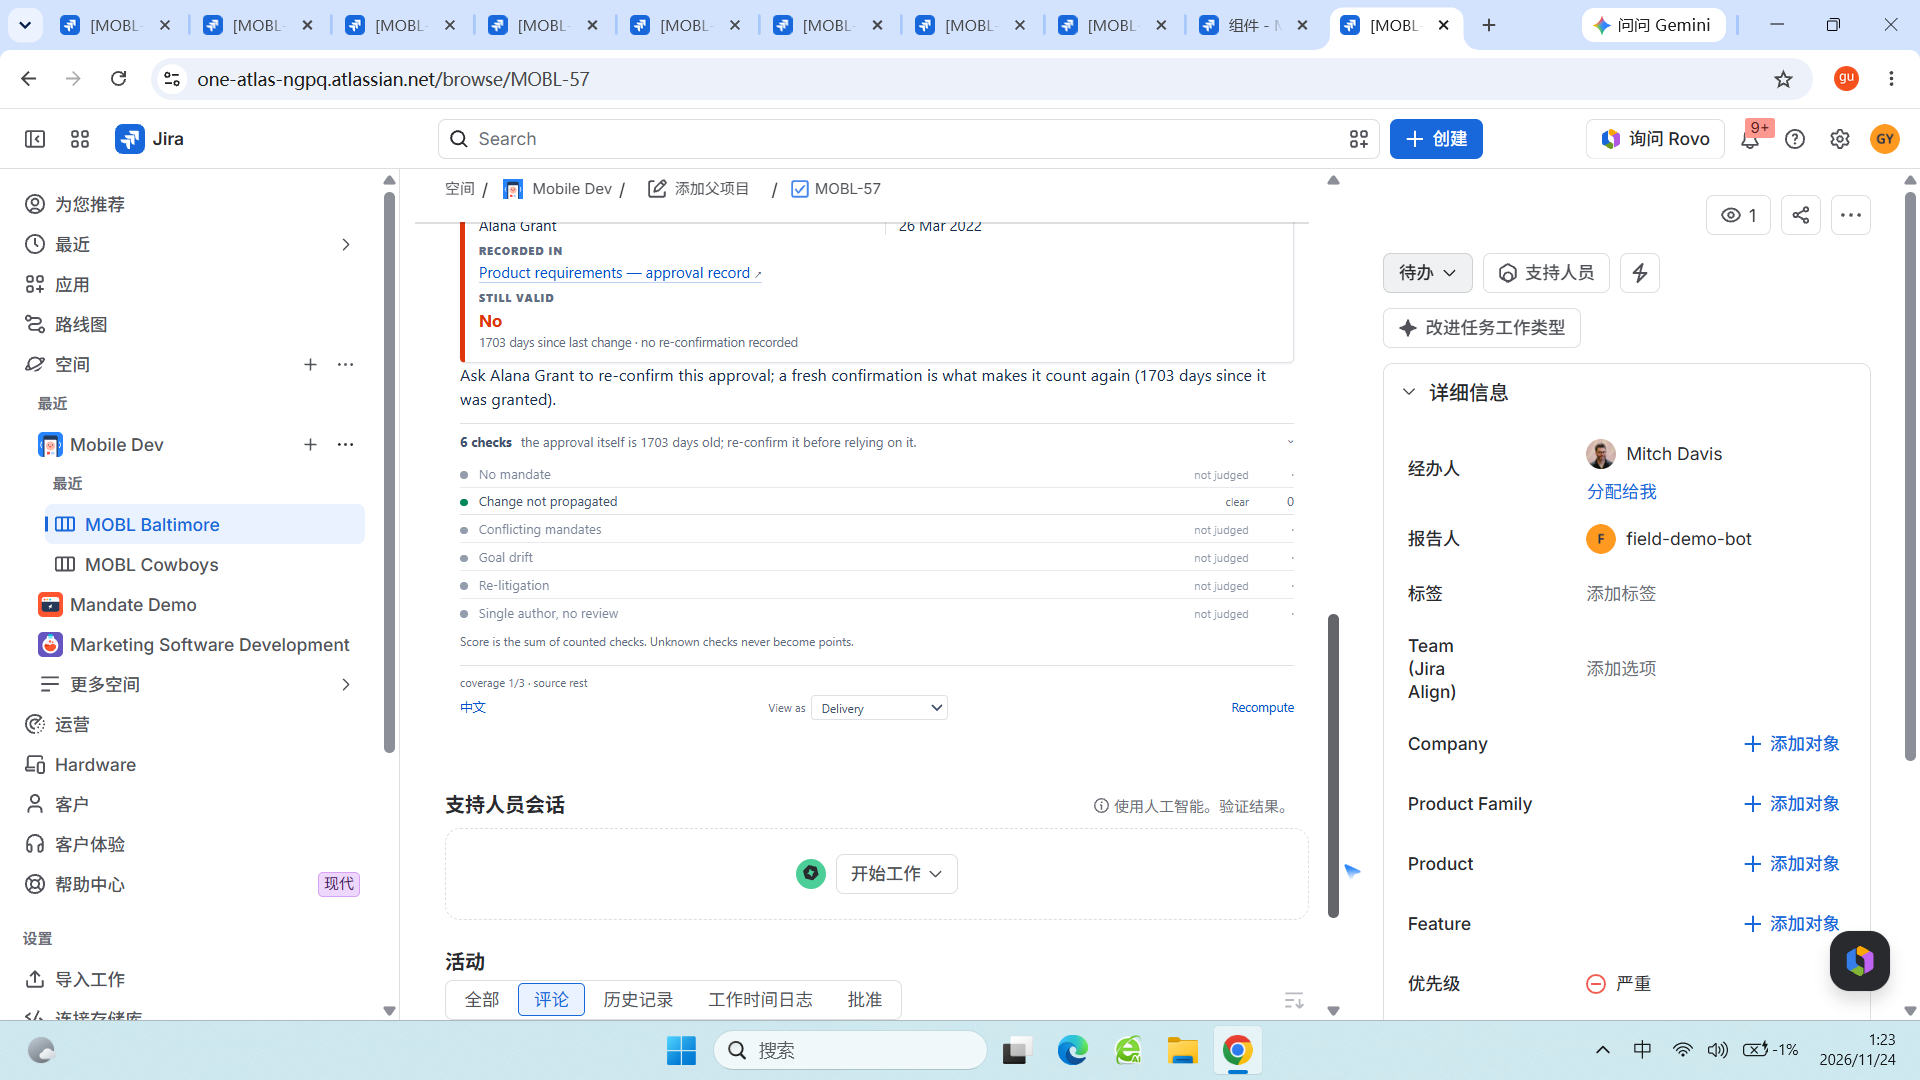 [MOBL-
[MOBL-
[MOBL-
[MOBL-
[MOBL-
[MOBL-
[MOBL-
[MOBL-
组件 - M
[MOBL-
问问 Gemini
one-atlas-ngpq.atlassian.net/browse/MOBL-57
gu
Jira
Search
创建
询问 Rovo
9+
GY
为您推荐
最近
应用
路线图
空间
最近
Mobile Dev
最近
MOBL Baltimore
MOBL Cowboys
Mandate Demo
Marketing Software Development
更多空间
运营
Hardware
客户
客户体验
帮助中心
现代
设置
导入工作
连接存储库
空间 / Mobile Dev / 添加父项目 / MOBL-57
Alana Grant
26 Mar 2022
RECORDED IN
Product requirements — approval record ↗
STILL VALID
No
1703 days since last change · no re-confirmation recorded
Ask Alana Grant to re-confirm this approval; a fresh confirmation is what makes it count again (1703 days since it
was granted).
6 checks the approval itself is 1703 days old; re-confirm it before relying on it.
No mandate not judged ·
Change not propagated clear 0
Conflicting mandates not judged ·
Goal drift not judged ·
Re-litigation not judged ·
Single author, no review not judged ·
Score is the sum of counted checks. Unknown checks never become points.
coverage 1/3 · source rest
中文
View as
Delivery
Recompute
支持人员会话
使用人工智能。验证结果。
开始工作
活动
全部
评论
历史记录
工作时间日志
批准
1
待办
支持人员
改进任务工作类型
详细信息
经办人
Mitch Davis
分配给我
报告人
F
field-demo-bot
标签
添加标签
Team
(Jira
Align)
添加选项
Company
添加对象
Product Family
添加对象
Product
添加对象
Feature
添加对象
优先级
严重
搜索
中
-1%
1:23
2026/11/24